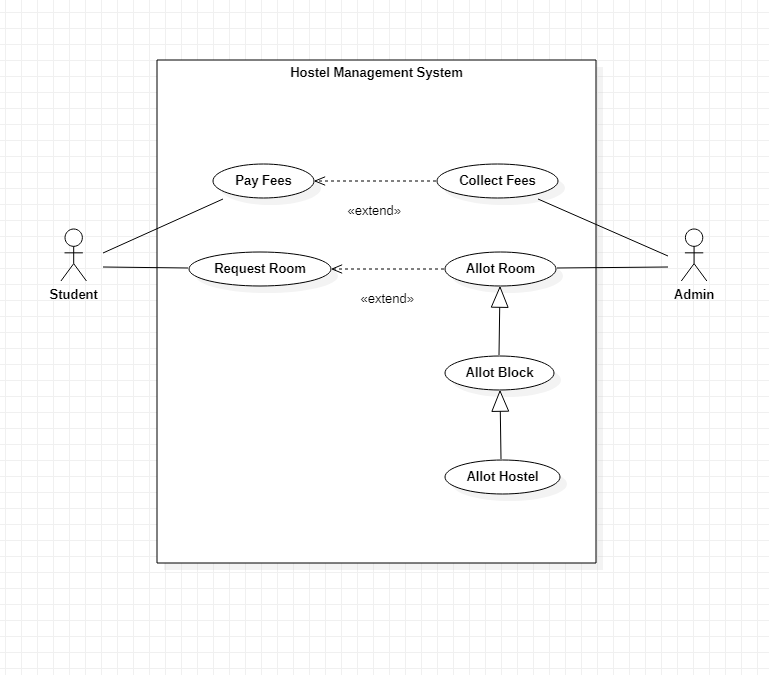 Hostel Management System
Pay Fees
Collect Fees
«extend»
Request Room
Allot Room
Student
Admin
«extend»
Allot Block
Allot Hostel